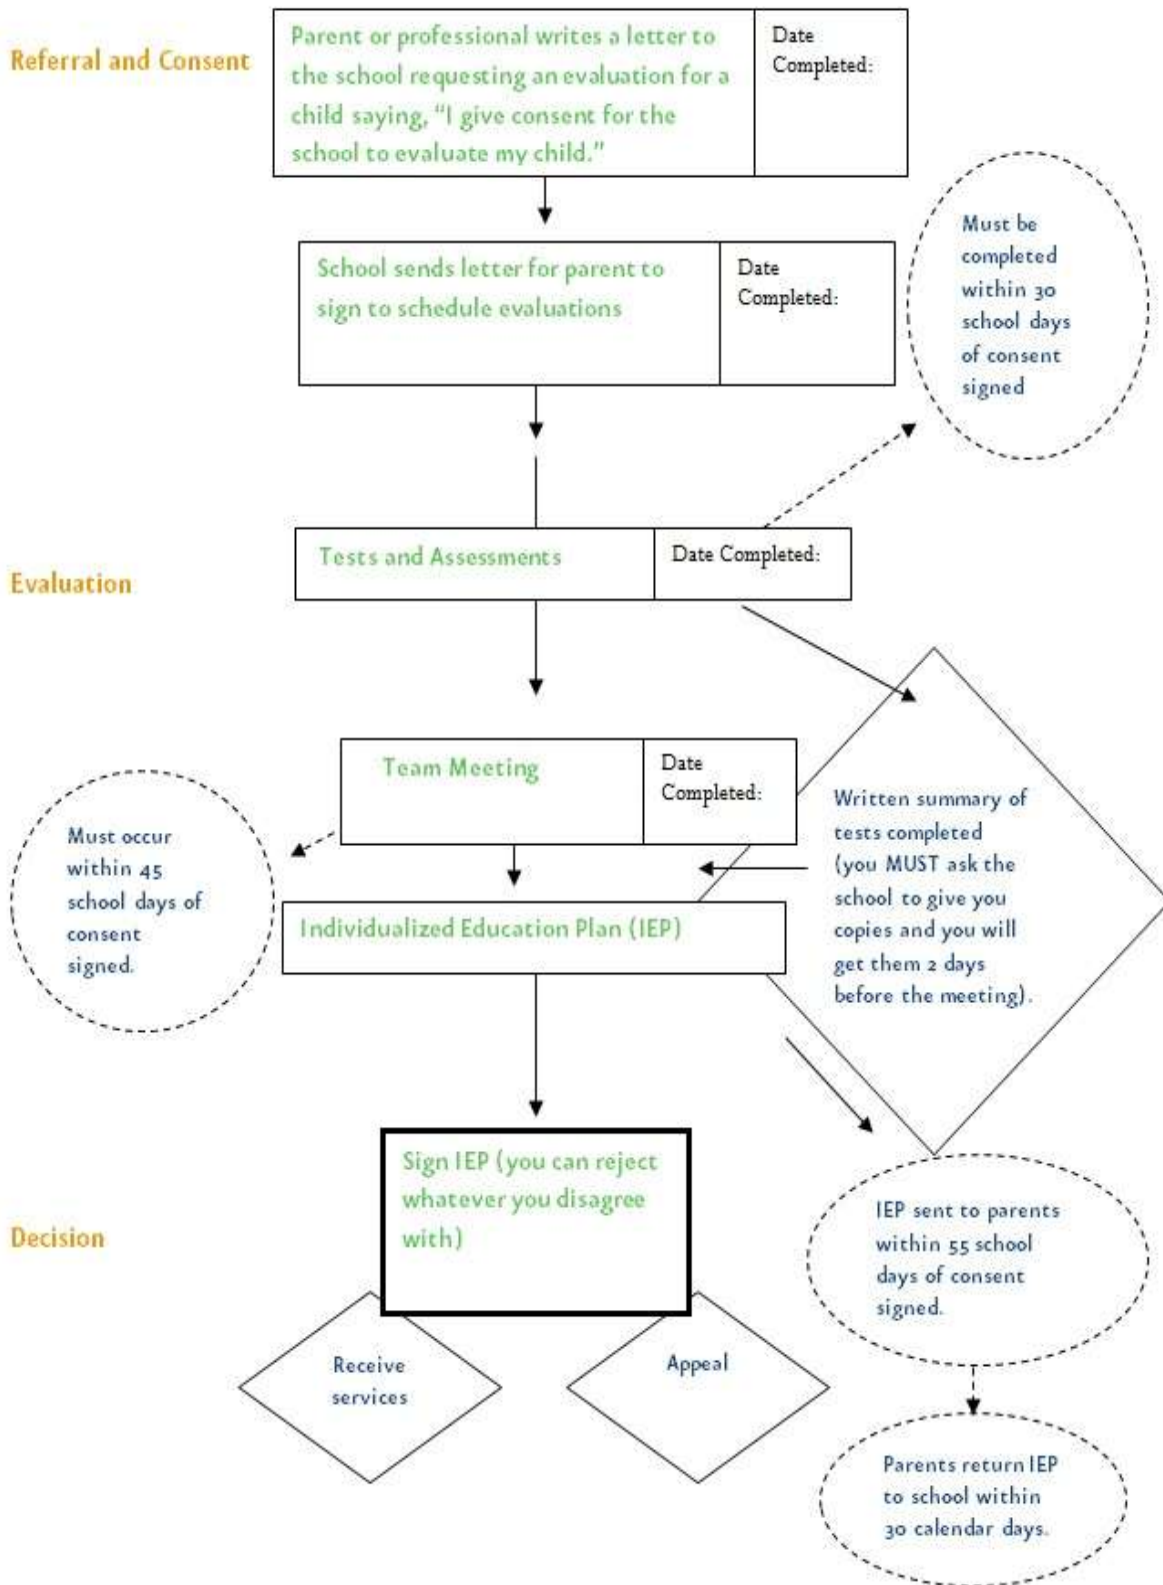 Referral and Consent
Parent or professional writes a letter to
the school requesting an evaluation for a
child saying, “I give consent for the
school to evaluate my child.”
Date
Completed:
School sends letter for parent to
sign to schedule evaluations
Date
Completed:
Must be
completed
within 30
school days
of consent
signed
Evaluation
Tests and Assessments
Date Completed:
Team Meeting
Date
Completed:
Must occur
within 45
school days of
consent
signed.
Written summary of
tests completed
(you MUST ask the
school to give you
copies and you will
get them 2 days
before the meeting).
Individualized Education Plan (IEP)
Decision
Sign IEP (you can reject
whatever you disagree
with)
IEP sent to parents
within 55 school
days of consent
signed.
Receive
services
Appeal
Parents return IEP
to school within
30 calendar days.